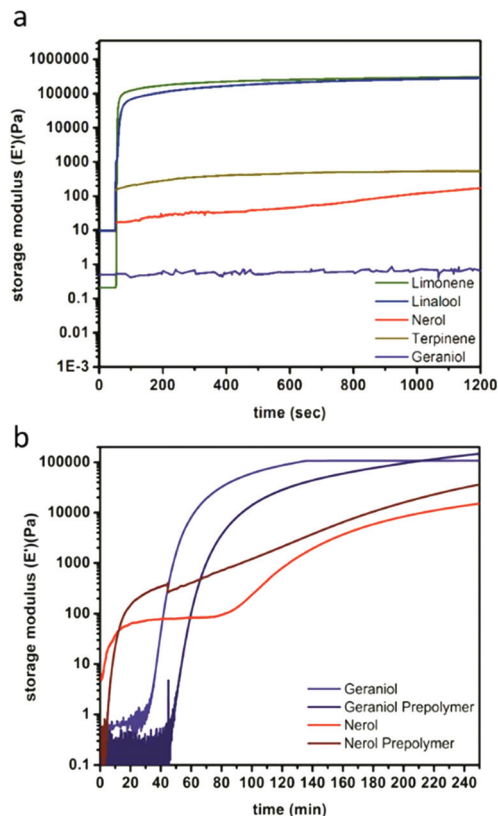 a
storage modulus (E')(Pa)
1000000
100000
10000
1000
100
10
1
0.1
0.01
1E-3
0 200 400 600 800 1000 1200
time (sec)
Limonene
Linalool
Nerol
Terpinene
Geraniol
b
storage modulus (E')(Pa)
100000
10000
1000
100
10
1
0.1
0 20 40 60 80 100 120 140 160 180 200 220 240
time (min)
Geraniol
Geraniol Prepolymer
Nerol
Nerol Prepolymer